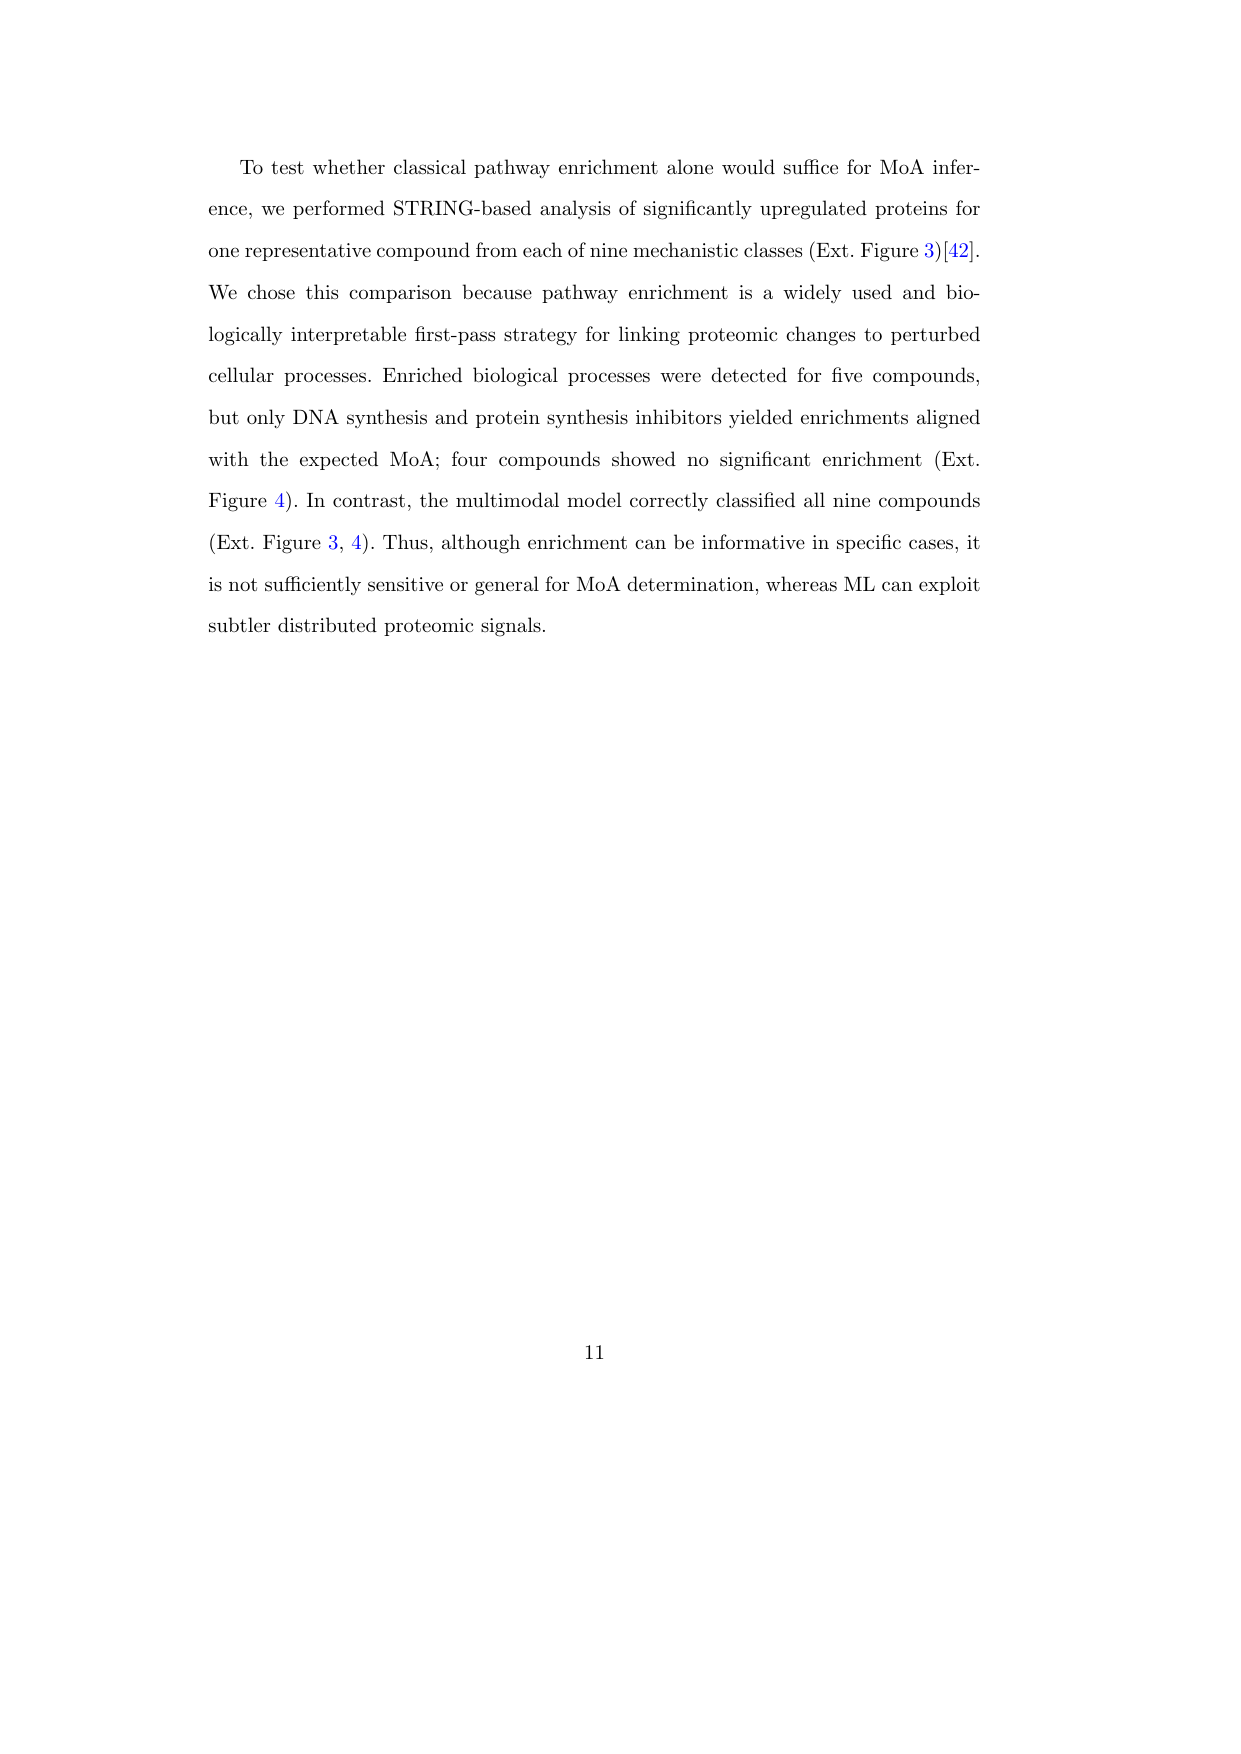 To test whether classical pathway enrichment alone would suffice for MoA infer-
ence, we performed STRING-based analysis of significantly upregulated proteins for
one representative compound from each of nine mechanistic classes (Ext. Figure 3)[42].
We chose this comparison because pathway enrichment is a widely used and bio-
logically interpretable first-pass strategy for linking proteomic changes to perturbed
cellular processes. Enriched biological processes were detected for five compounds,
but only DNA synthesis and protein synthesis inhibitors yielded enrichments aligned
with the expected MoA; four compounds showed no significant enrichment (Ext.
Figure 4). In contrast, the multimodal model correctly classified all nine compounds
(Ext. Figure 3, 4). Thus, although enrichment can be informative in specific cases, it
is not sufficiently sensitive or general for MoA determination, whereas ML can exploit
subtler distributed proteomic signals.
11